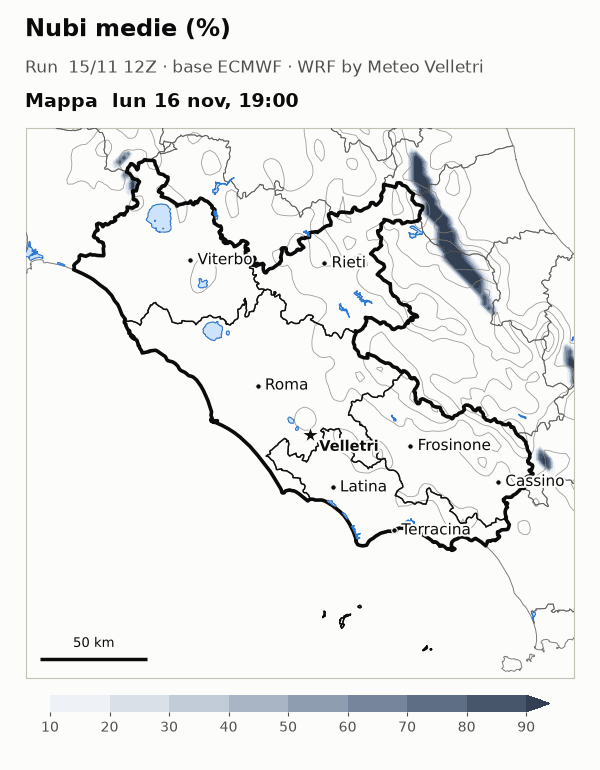 Nubi medie (%)
Run 15/11 12Z · base ECMWF · WRF by Meteo Velletri
Mappa lun 16 nov, 19:00
Viterbo
Rieti
Roma
Velletri
Frosinone
Cassino
Latina
Terracina
50 km
10 20 30 40 50 60 70 80 90